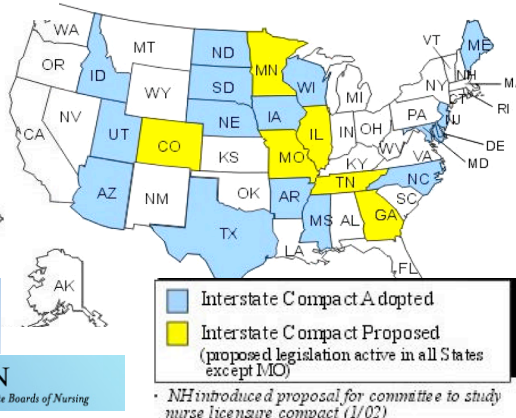 WA
MT
ND
MN
VT
ME
OR
ID
SD
WI
NH
WY
MI
NY
M
CT
RI
NV
NE
IA
PA
NJ
CA
UT
CO
IL
IN
OH
DE
KS
MO
WV
MD
KY
VA
AZ
NM
OK
AR
TN
NC
SC
TX
MS
AL
GA
LA
FL
AK
Interstate Compact Adopted
Interstate Compact Proposed
(proposed legislation active in all States
except MO)
N
Boards of Nursing
· NH introduced proposal for committee to study
nurse licensure compact (1/02)